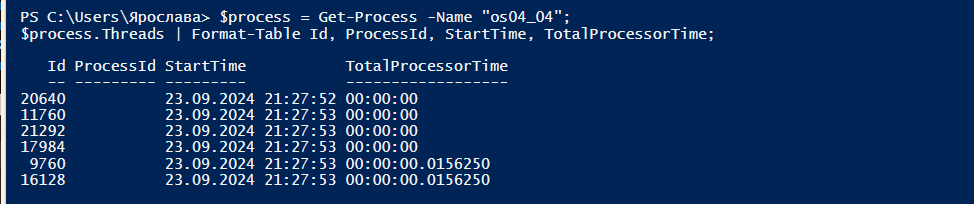 PS C:\Users\Ярослава> $process = Get-Process -Name "os04_04";
$process.Threads | Format-Table Id, ProcessId, StartTime, TotalProcessorTime;
Id ProcessId StartTime TotalProcessorTime
-- --------- --------- ------------------
20640 23.09.2024 21:27:52 00:00:00
11760 23.09.2024 21:27:53 00:00:00
21292 23.09.2024 21:27:53 00:00:00
17984 23.09.2024 21:27:53 00:00:00
9760 23.09.2024 21:27:53 00:00:00.0156250
16128 23.09.2024 21:27:53 00:00:00.0156250